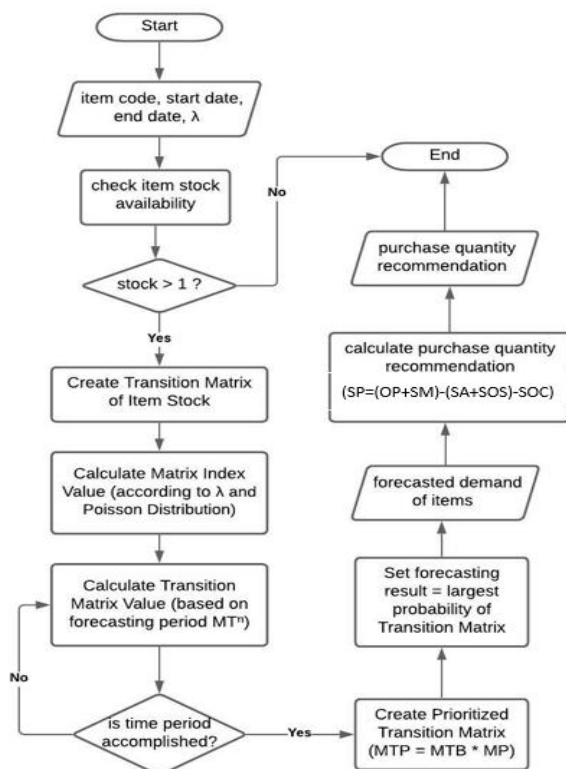 Start
item code, start date,
end date, λ
check item stock
availability
stock > 1 ?
No
Yes
Create Transition Matrix
of Item Stock
Calculate Matrix Index
Value (according to λ and
Poisson Distribution)
Calculate Transition
Matrix Value (based on
forecasting period MTⁿ)
No
is time period
accomplished?
Yes
Create Prioritized
Transition Matrix
(MTP = MTB * MP)
Set forecasting
result = largest
probability of
Transition Matrix
forecasted demand
of items
calculate purchase quantity
recommendation
(SP=(OP+SM)-(SA+SOS)-SOC)
purchase quantity
recommendation
End